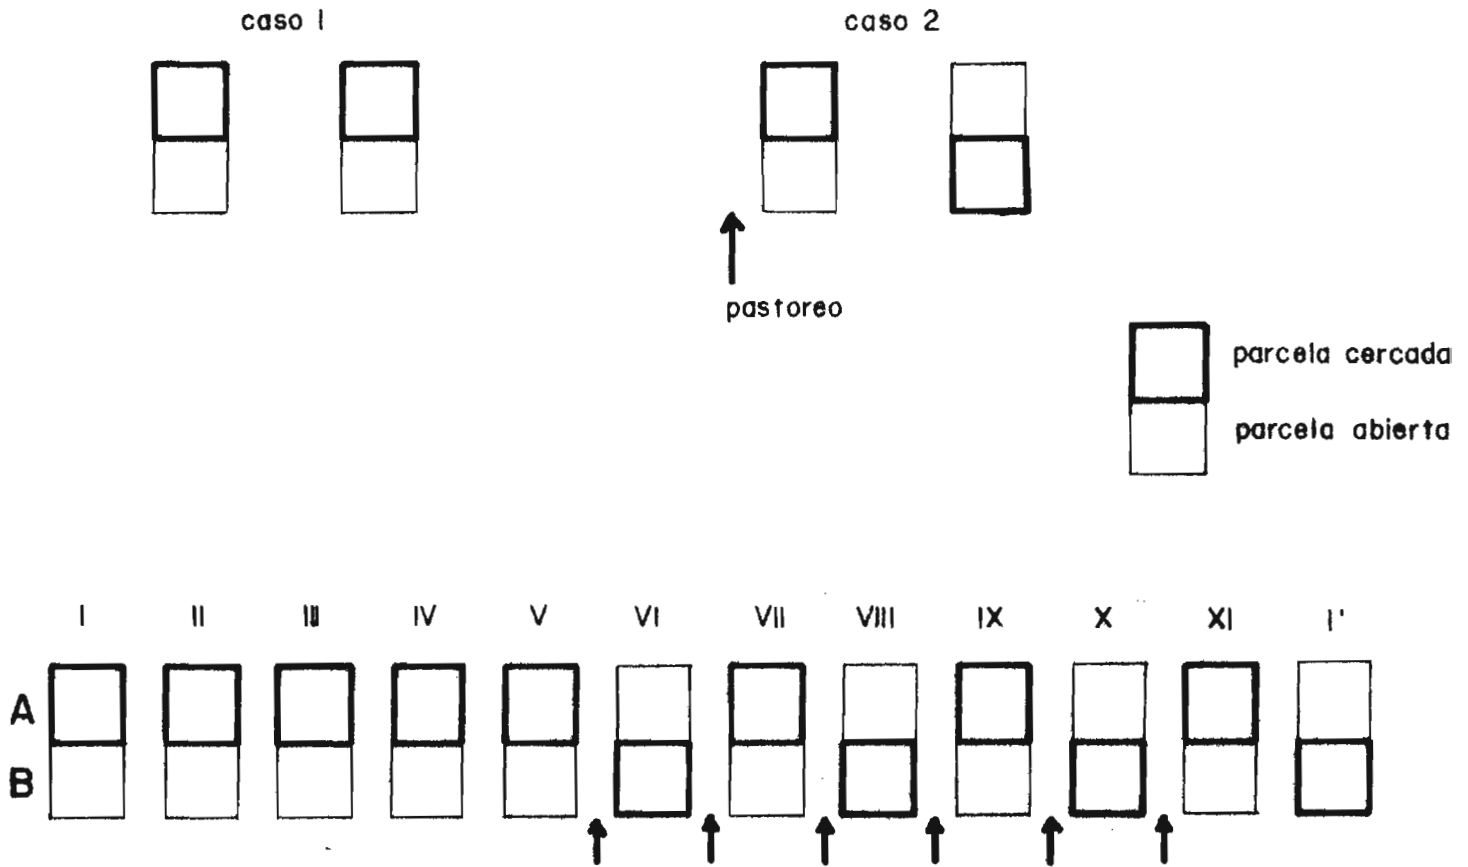 caso 1
caso 2
pastoreo
parcela cercada
parcela abierta
I II III IV V VI VII VIII IX X XI I'
A
B